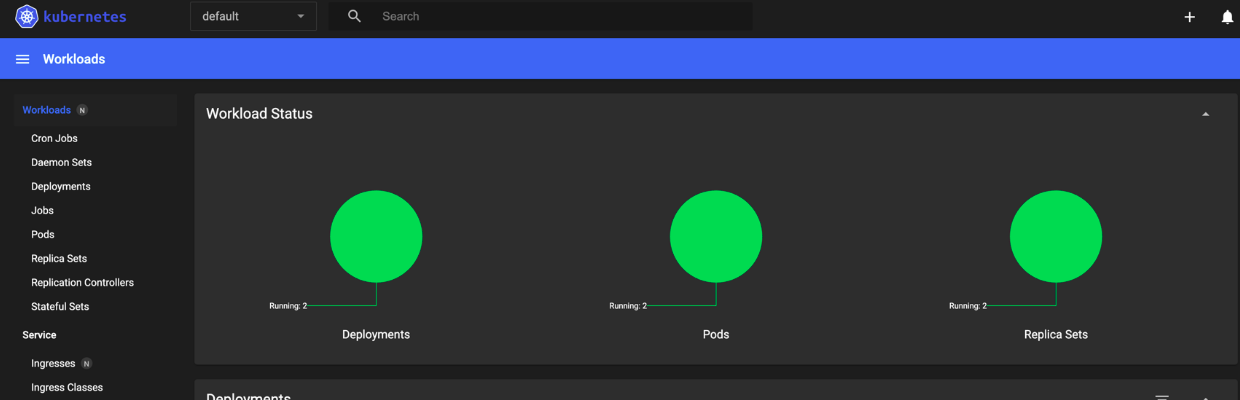 kubernetes
default
Search
Workloads
Workloads N
Cron Jobs
Daemon Sets
Deployments
Jobs
Pods
Replica Sets
Replication Controllers
Stateful Sets
Service
Ingresses N
Ingress Classes
Workload Status
Running: 2
Deployments
Running: 2
Pods
Running: 2
Replica Sets
Deployments